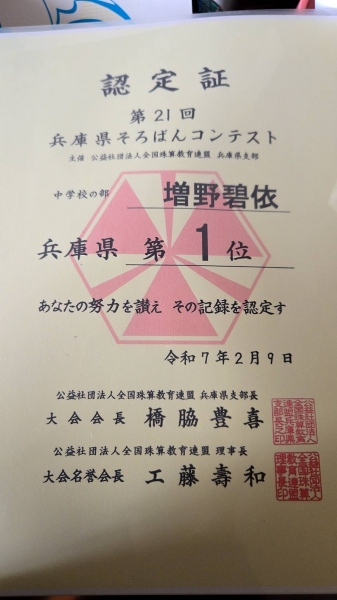 認定証
第21回
兵庫県そろばんコンテスト
主催 公益社団法人全国珠算教育連盟 兵庫県支部
中学校の部 増野碧依
兵庫県 第 1 位
あなたの努力を讃え その記録を認定す
令和7年2月9日
公益社団法人全国珠算教育連盟 兵庫県支部長
大会会長 橋脇豊喜
公益社団法人全国珠算教育連盟 理事長
大会名誉会長 工藤壽和